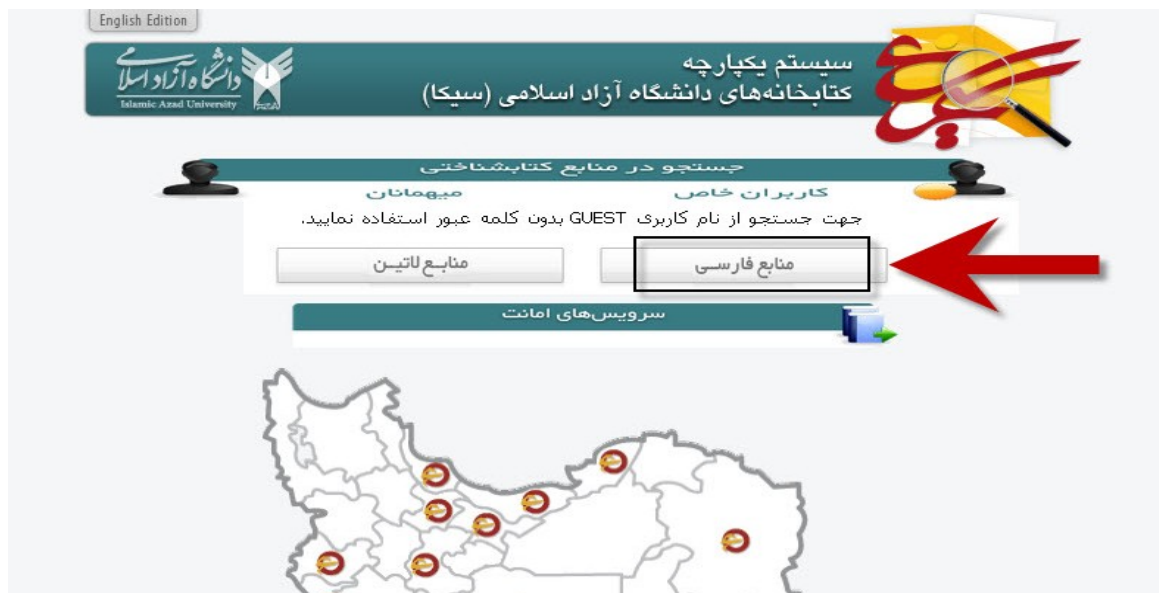 English Edition
سیستم یکپارچه
کتابخانه‌های دانشگاه آزاد اسلامی (سیکا)
دانشگاه آزاد اسلامی
Islamic Azad University
سیکا
جستجو در منابع کتابشناختی
کاربران خاص
میهمانان
جهت جستجو از نام کاربری GUEST بدون کلمه عبور استفاده نمایید.
منابع فارسی
منابع لاتین
سرویس‌های امانت